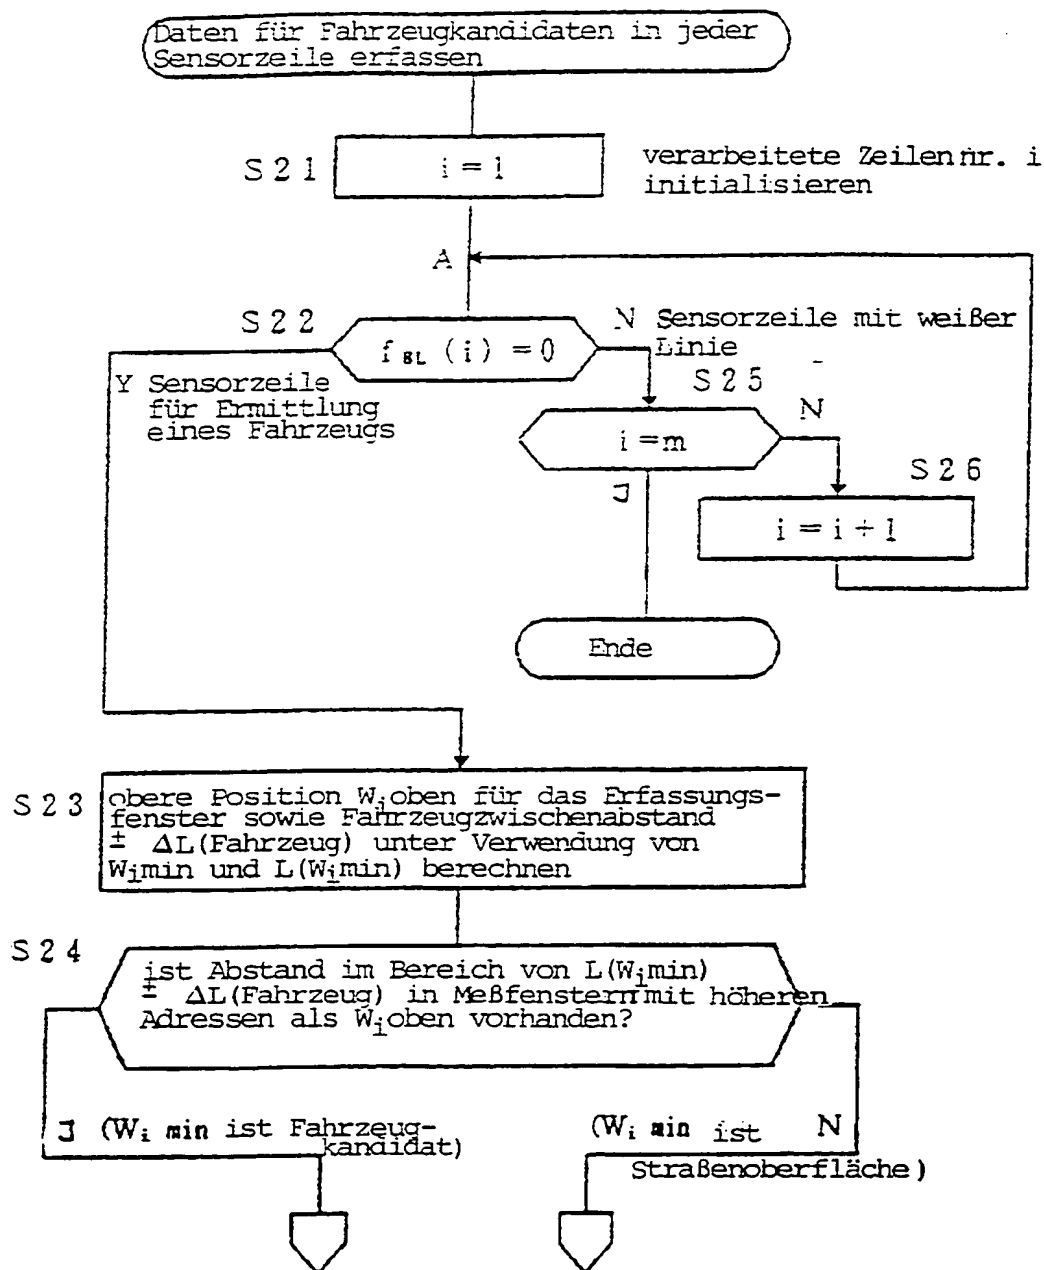 Daten für Fahrzeugkandidaten in jeder
Sensorzeile erfassen
S21
i = 1
verarbeitete Zeilennr. i
initialisieren
A
S22
f_BL (i) = 0
N Sensorzeile mit weißer
Linie
Y Sensorzeile
für Ermittlung
eines Fahrzeugs
S25
i = m
N
J
S26
i = i + 1
Ende
S23
obere Position W_i oben für das Erfassungs-
fenster sowie Fahrzeugzwischenabstand
± ΔL(Fahrzeug) unter Verwendung von
W_i min und L(W_i min) berechnen
S24
ist Abstand im Bereich von L(W_i min)
± ΔL(Fahrzeug) in Meßfenstern mit höheren
Adressen als W_i oben vorhanden?
J (W_i min ist Fahrzeug-
kandidat)
(W_i min ist N
Straßenoberfläche)